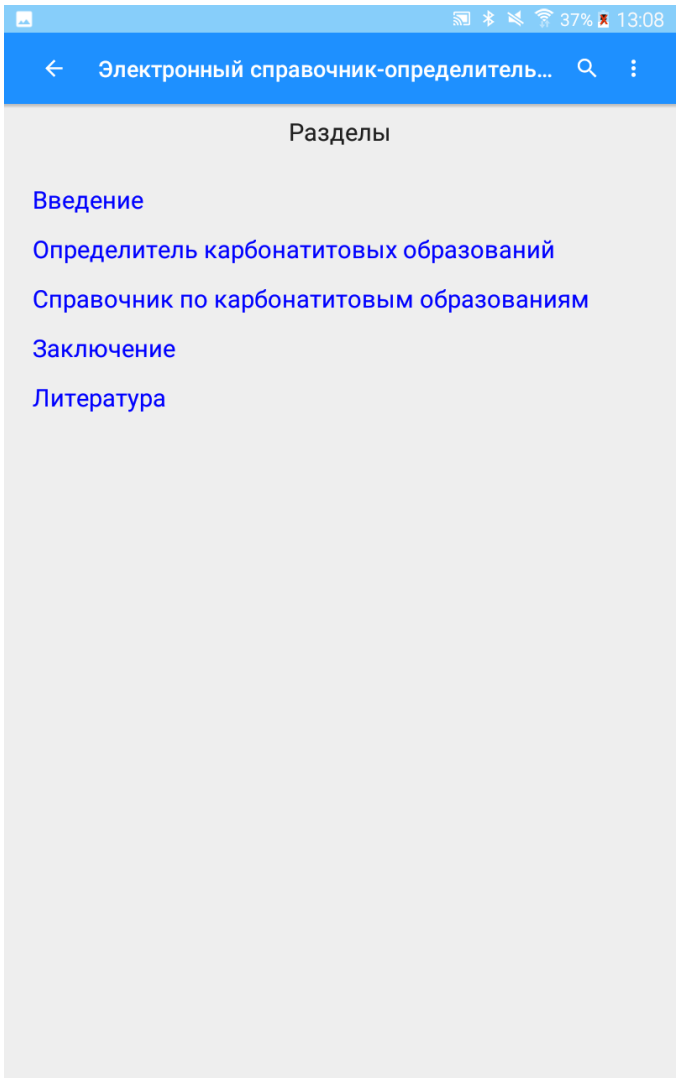 37% 13:08
Электронный справочник-определитель...
Разделы
Введение
Определитель карбонатитовых образований
Справочник по карбонатитовым образованиям
Заключение
Литература